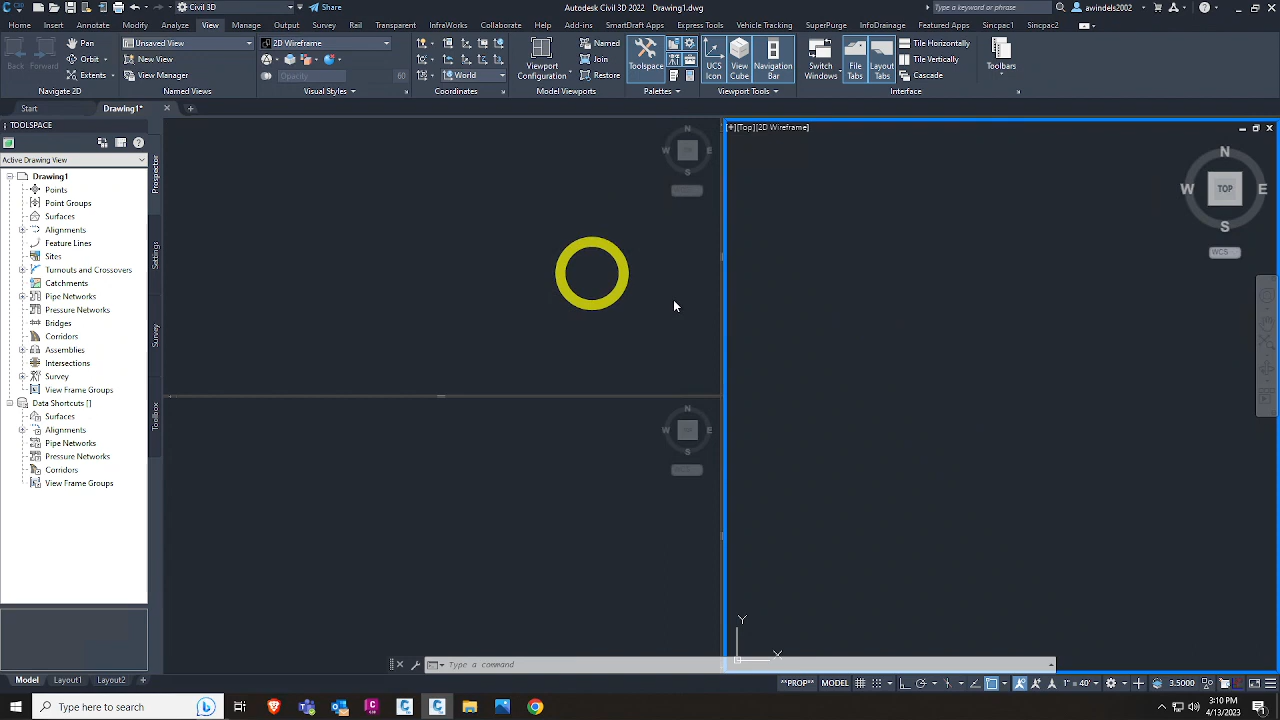 Civil 3D
Share
Autodesk Civil 3D 2022 Drawing1.dwg
Type a keyword or phrase
awindels2002
Home Insert Annotate Modify Analyze View Manage Output Survey Rail Transparent Collaborate Help Add-ins SmartDraft Apps Express Tools Vehicle Tracking SuperPurge InfoDrainage Featured Apps Sincpac1 Sincpac2
Back
Forward
Pan
Orbit
Extents
Navigate 2D
Unsaved View
New View
View Manager
Named Views
2D Wireframe
Opacity 60
Visual Styles
World
Coordinates
Viewport
Configuration
Named
Join
Restore
Model Viewports
Toolspace
Palettes
UCS
Icon
View
Cube
Navigation
Bar
Viewport Tools
Switch
Windows
File
Tabs
Layout
Tabs
Tile Horizontally
Tile Vertically
Cascade
Interface
Toolbars
Start
Drawing1*
TOOLSPACE
Active Drawing View
Drawing1
Points
Point Groups
Surfaces
Alignments
Feature Lines
Sites
Turnouts and Crossovers
Catchments
Pipe Networks
Pressure Networks
Bridges
Corridors
Assemblies
Intersections
Survey
View Frame Groups
Data Shortcuts []
Surfaces
Alignments
Pipe Networks
Pressure Networks
Corridors
View Frame Groups
Prospector
Settings
Survey
Toolbox
N
W E
S
N
W E
S
[+][Top][2D Wireframe]
N
W TOP E
S
WCS
Y
X
Type a command
Model Layout1 Layout2
**PROP** MODEL
1" = 40'
3.5000
Type here to search
3:10 PM
4/13/2023